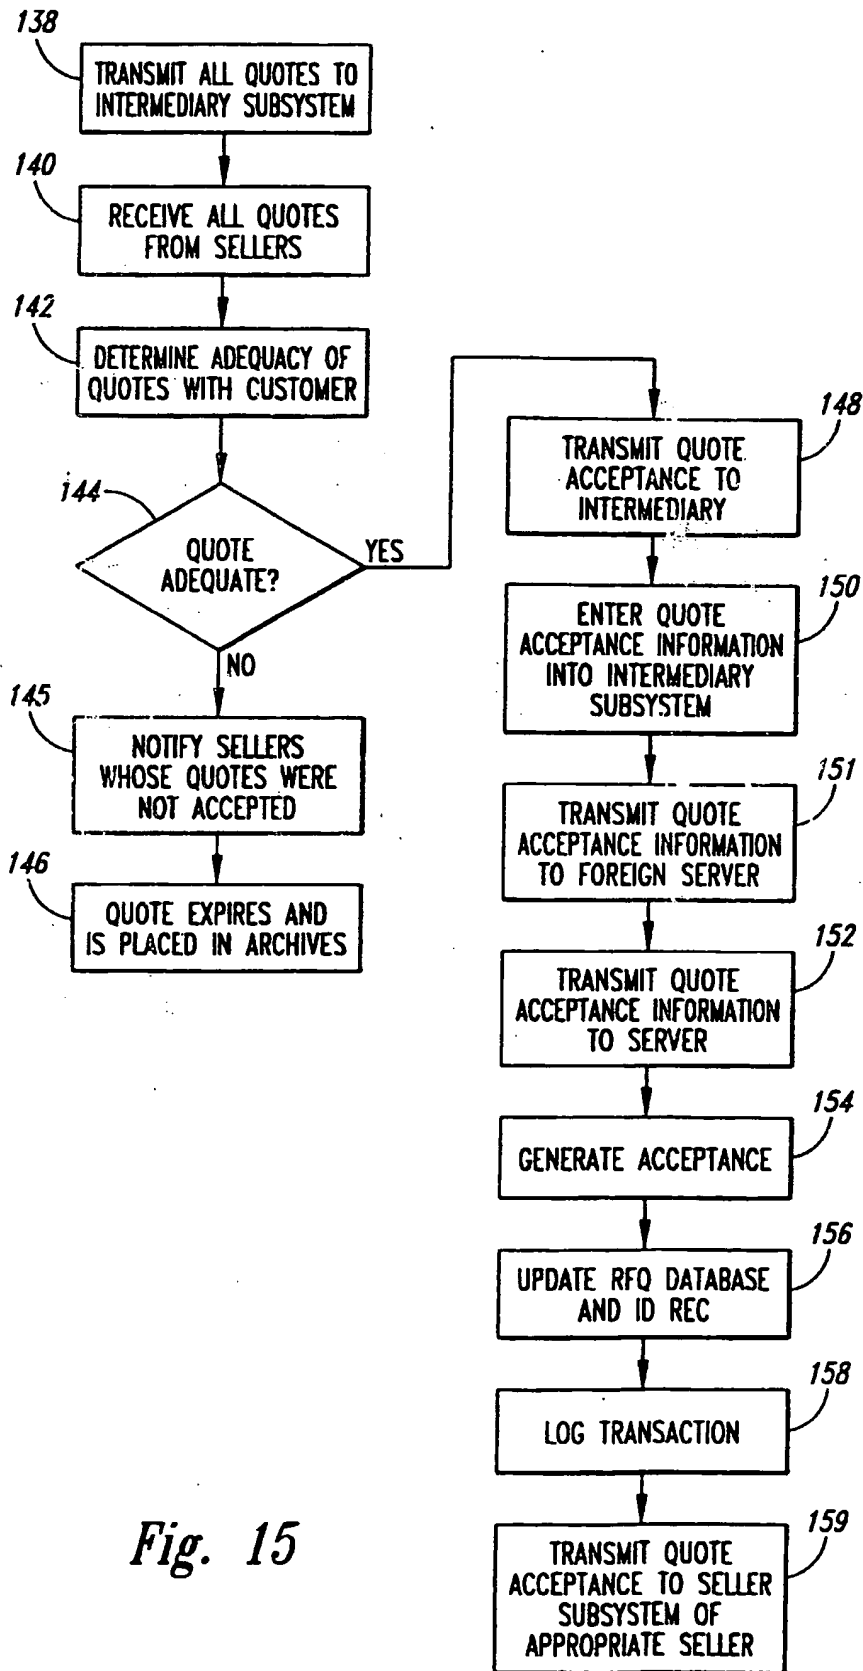 138
TRANSMIT ALL QUOTES TO
INTERMEDIARY SUBSYSTEM
140
RECEIVE ALL QUOTES
FROM SELLERS
142
DETERMINE ADEQUACY OF
QUOTES WITH CUSTOMER
144
QUOTE
ADEQUATE?
YES
NO
145
NOTIFY SELLERS
WHOSE QUOTES WERE
NOT ACCEPTED
146
QUOTE EXPIRES AND
IS PLACED IN ARCHIVES
148
TRANSMIT QUOTE
ACCEPTANCE TO
INTERMEDIARY
150
ENTER QUOTE
ACCEPTANCE INFORMATION
INTO INTERMEDIARY
SUBSYSTEM
151
TRANSMIT QUOTE
ACCEPTANCE INFORMATION
TO FOREIGN SERVER
152
TRANSMIT QUOTE
ACCEPTANCE INFORMATION
TO SERVER
154
GENERATE ACCEPTANCE
156
UPDATE RFQ DATABASE
AND ID REC
158
LOG TRANSACTION
159
TRANSMIT QUOTE
ACCEPTANCE TO SELLER
SUBSYSTEM OF
APPROPRIATE SELLER
Fig. 15